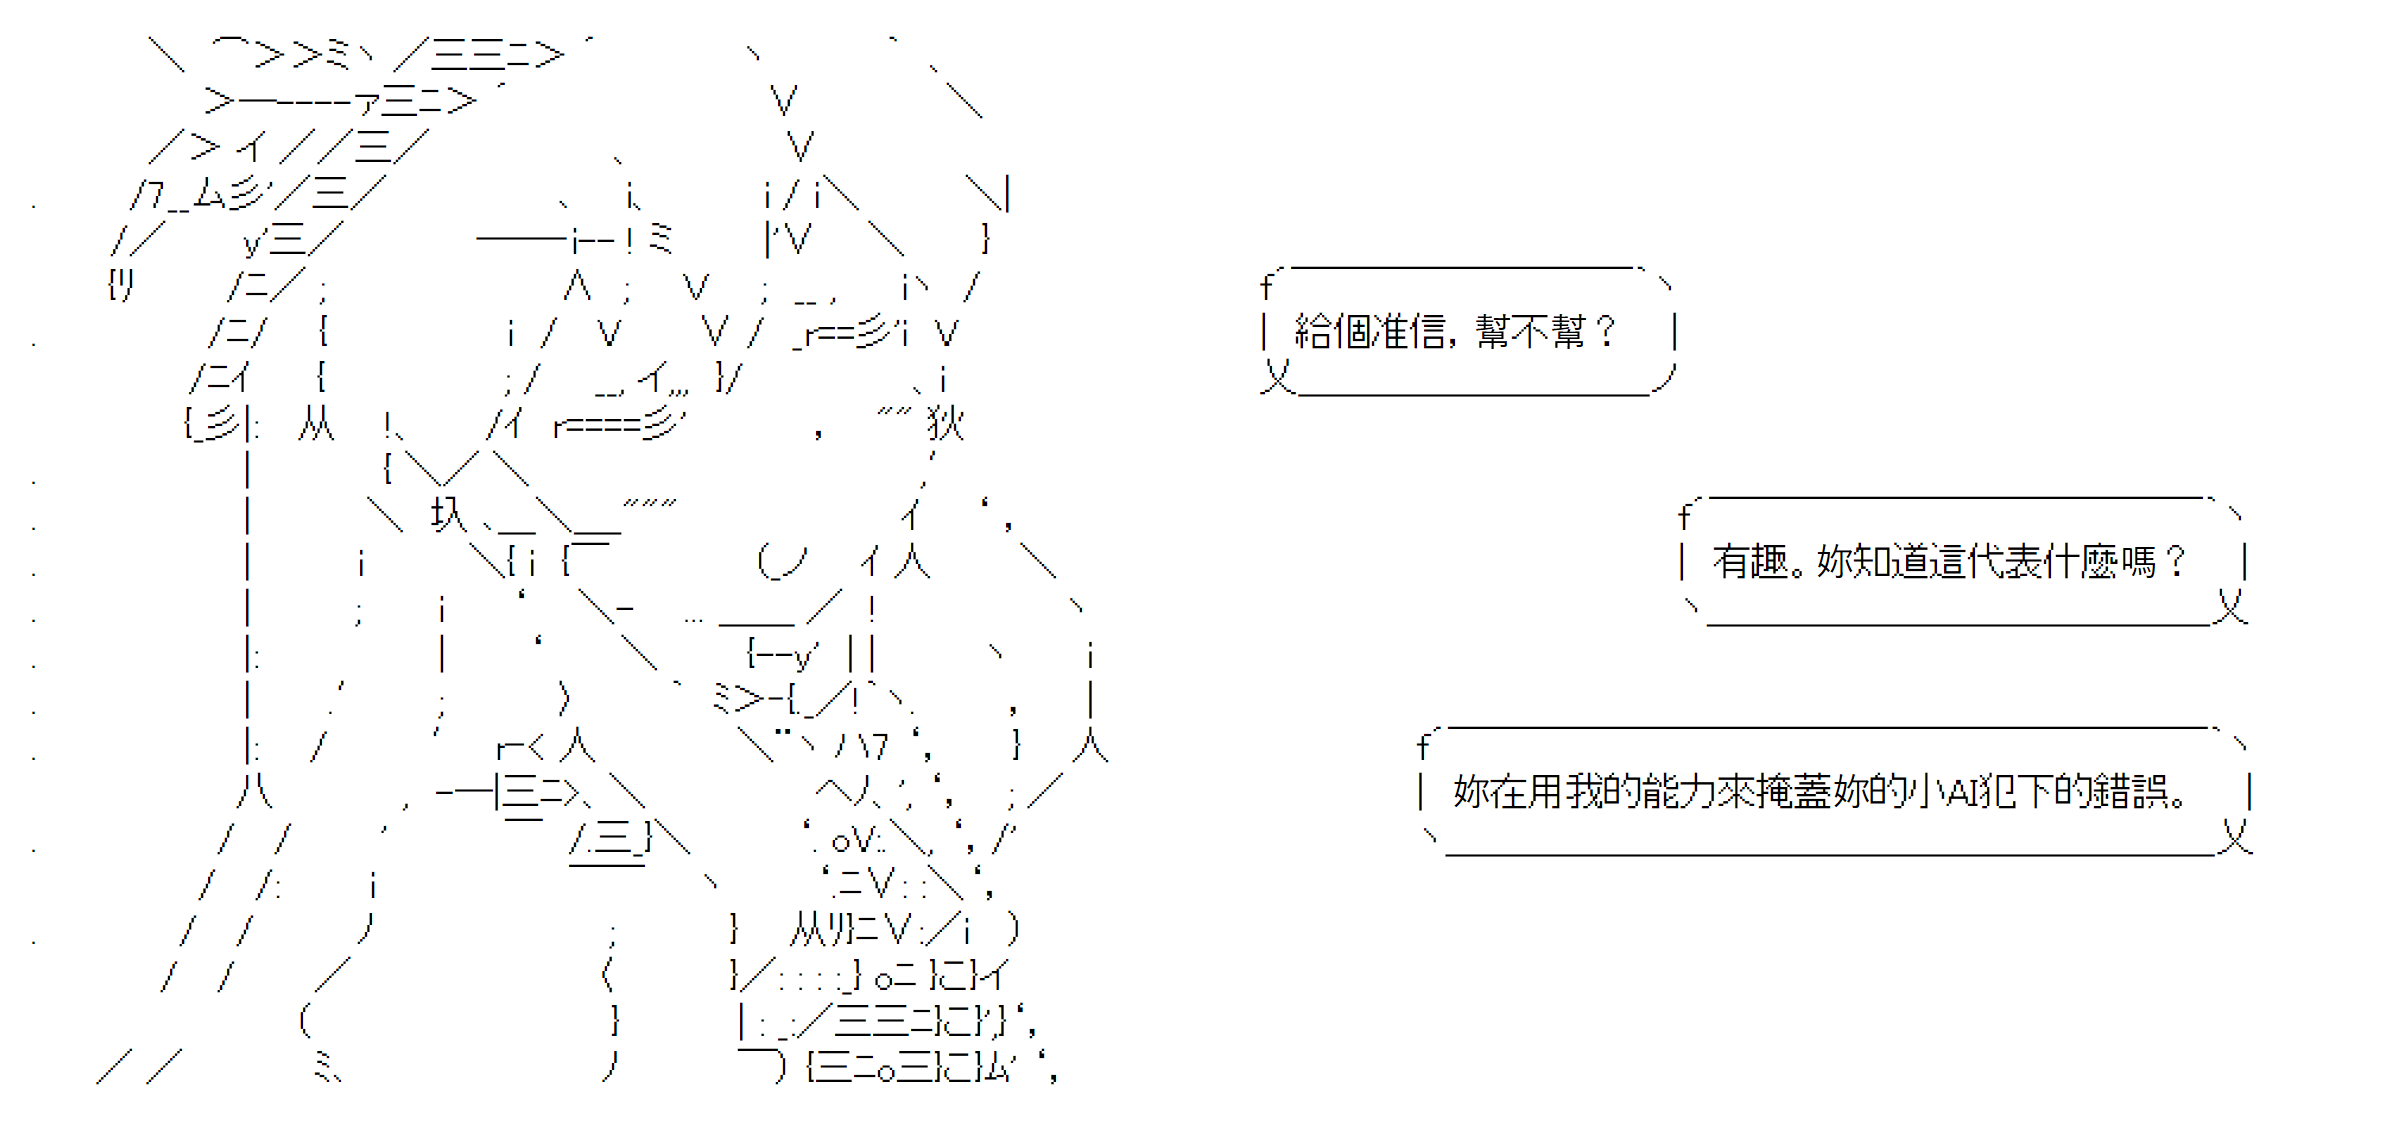 給個准信，幫不幫？
有趣。妳知道這代表什麼嗎？
妳在用我的能力來掩蓋妳的小AI犯下的錯誤。